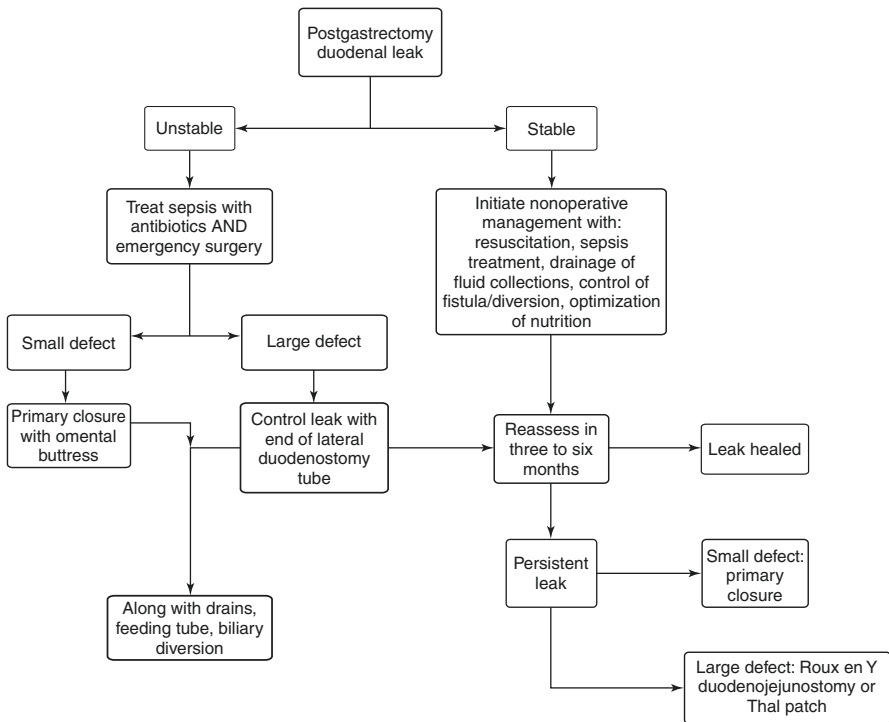 Postgastrectomy
duodenal leak
Unstable
Stable
Treat sepsis with
antibiotics AND
emergency surgery
Initiate nonoperative
management with:
resuscitation, sepsis
treatment, drainage of
fluid collections, control of
fistula/diversion, optimization
of nutrition
Small defect
Large defect
Primary closure
with omental
buttress
Control leak with
end of lateral
duodenostomy
tube
Reassess in
three to six
months
Leak healed
Persistent
leak
Small defect:
primary
closure
Along with drains,
feeding tube, biliary
diversion
Large defect: Roux en Y
duodenojejunostomy or
Thal patch